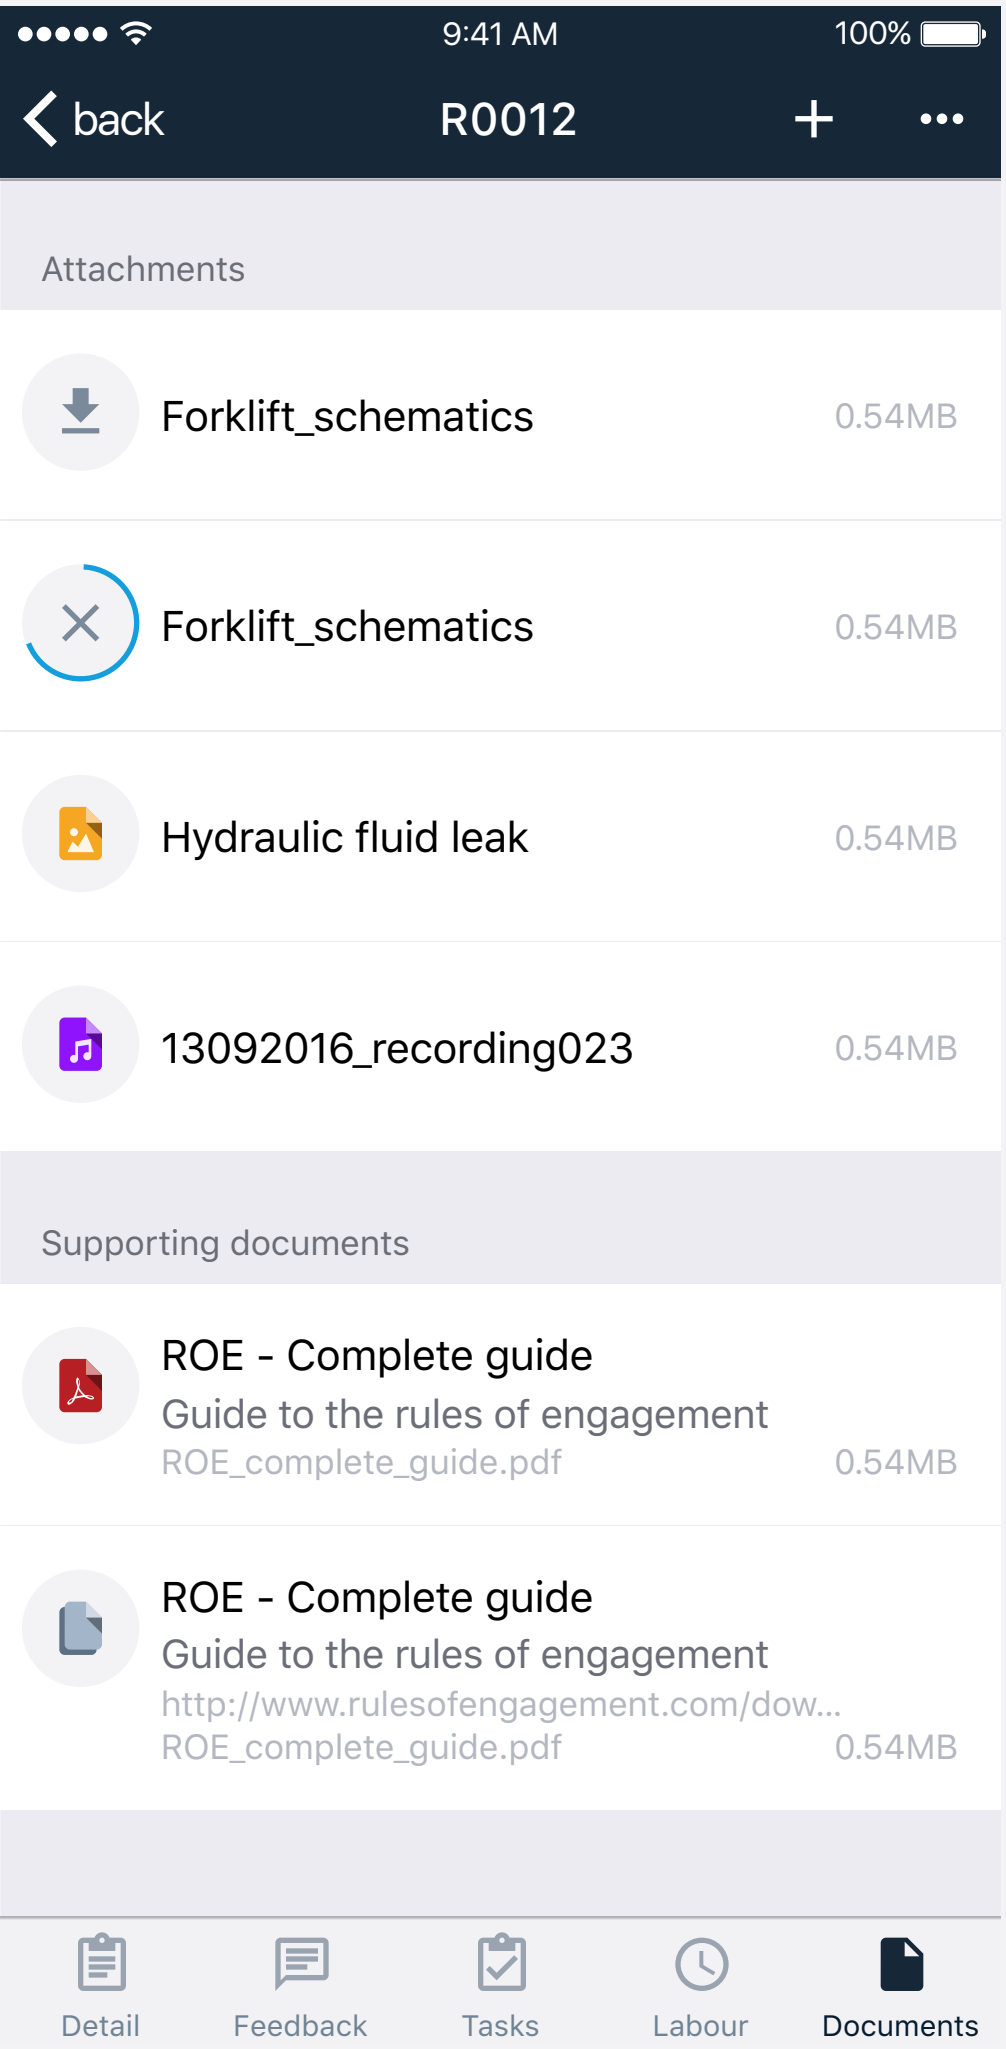 9:41 AM 100%
back R0012
Attachments
Forklift_schematics 0.54MB
Forklift_schematics 0.54MB
Hydraulic fluid leak 0.54MB
13092016_recording023 0.54MB
Supporting documents
ROE - Complete guide
Guide to the rules of engagement
ROE_complete_guide.pdf 0.54MB
ROE - Complete guide
Guide to the rules of engagement
http://www.rulesofengagement.com/dow...
ROE_complete_guide.pdf 0.54MB
Detail Feedback Tasks Labour Documents